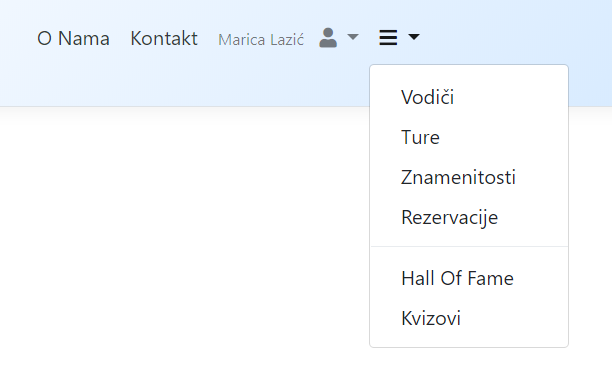 O Nama Kontakt Marica Lazić
Vodiči
Ture
Znamenitosti
Rezervacije
Hall Of Fame
Kvizovi